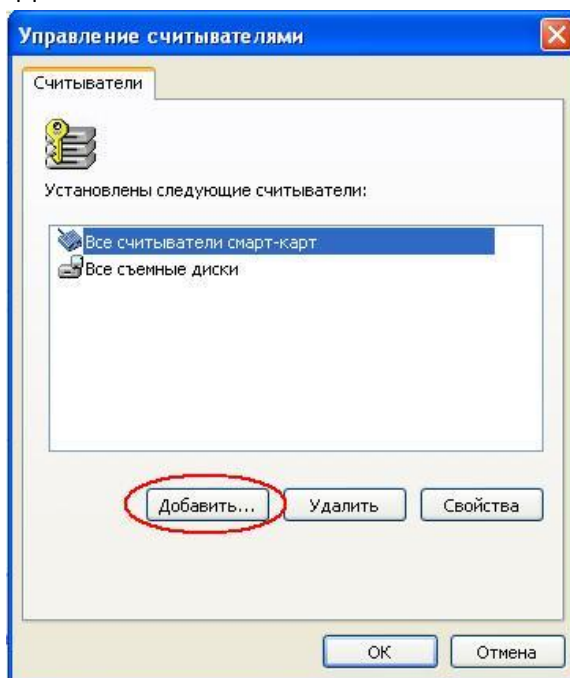 Управление считывателями
Считыватели
Установлены следующие считыватели:
Все считыватели смарт-карт
Все съемные диски
Добавить... Удалить Свойства
ОК Отмена